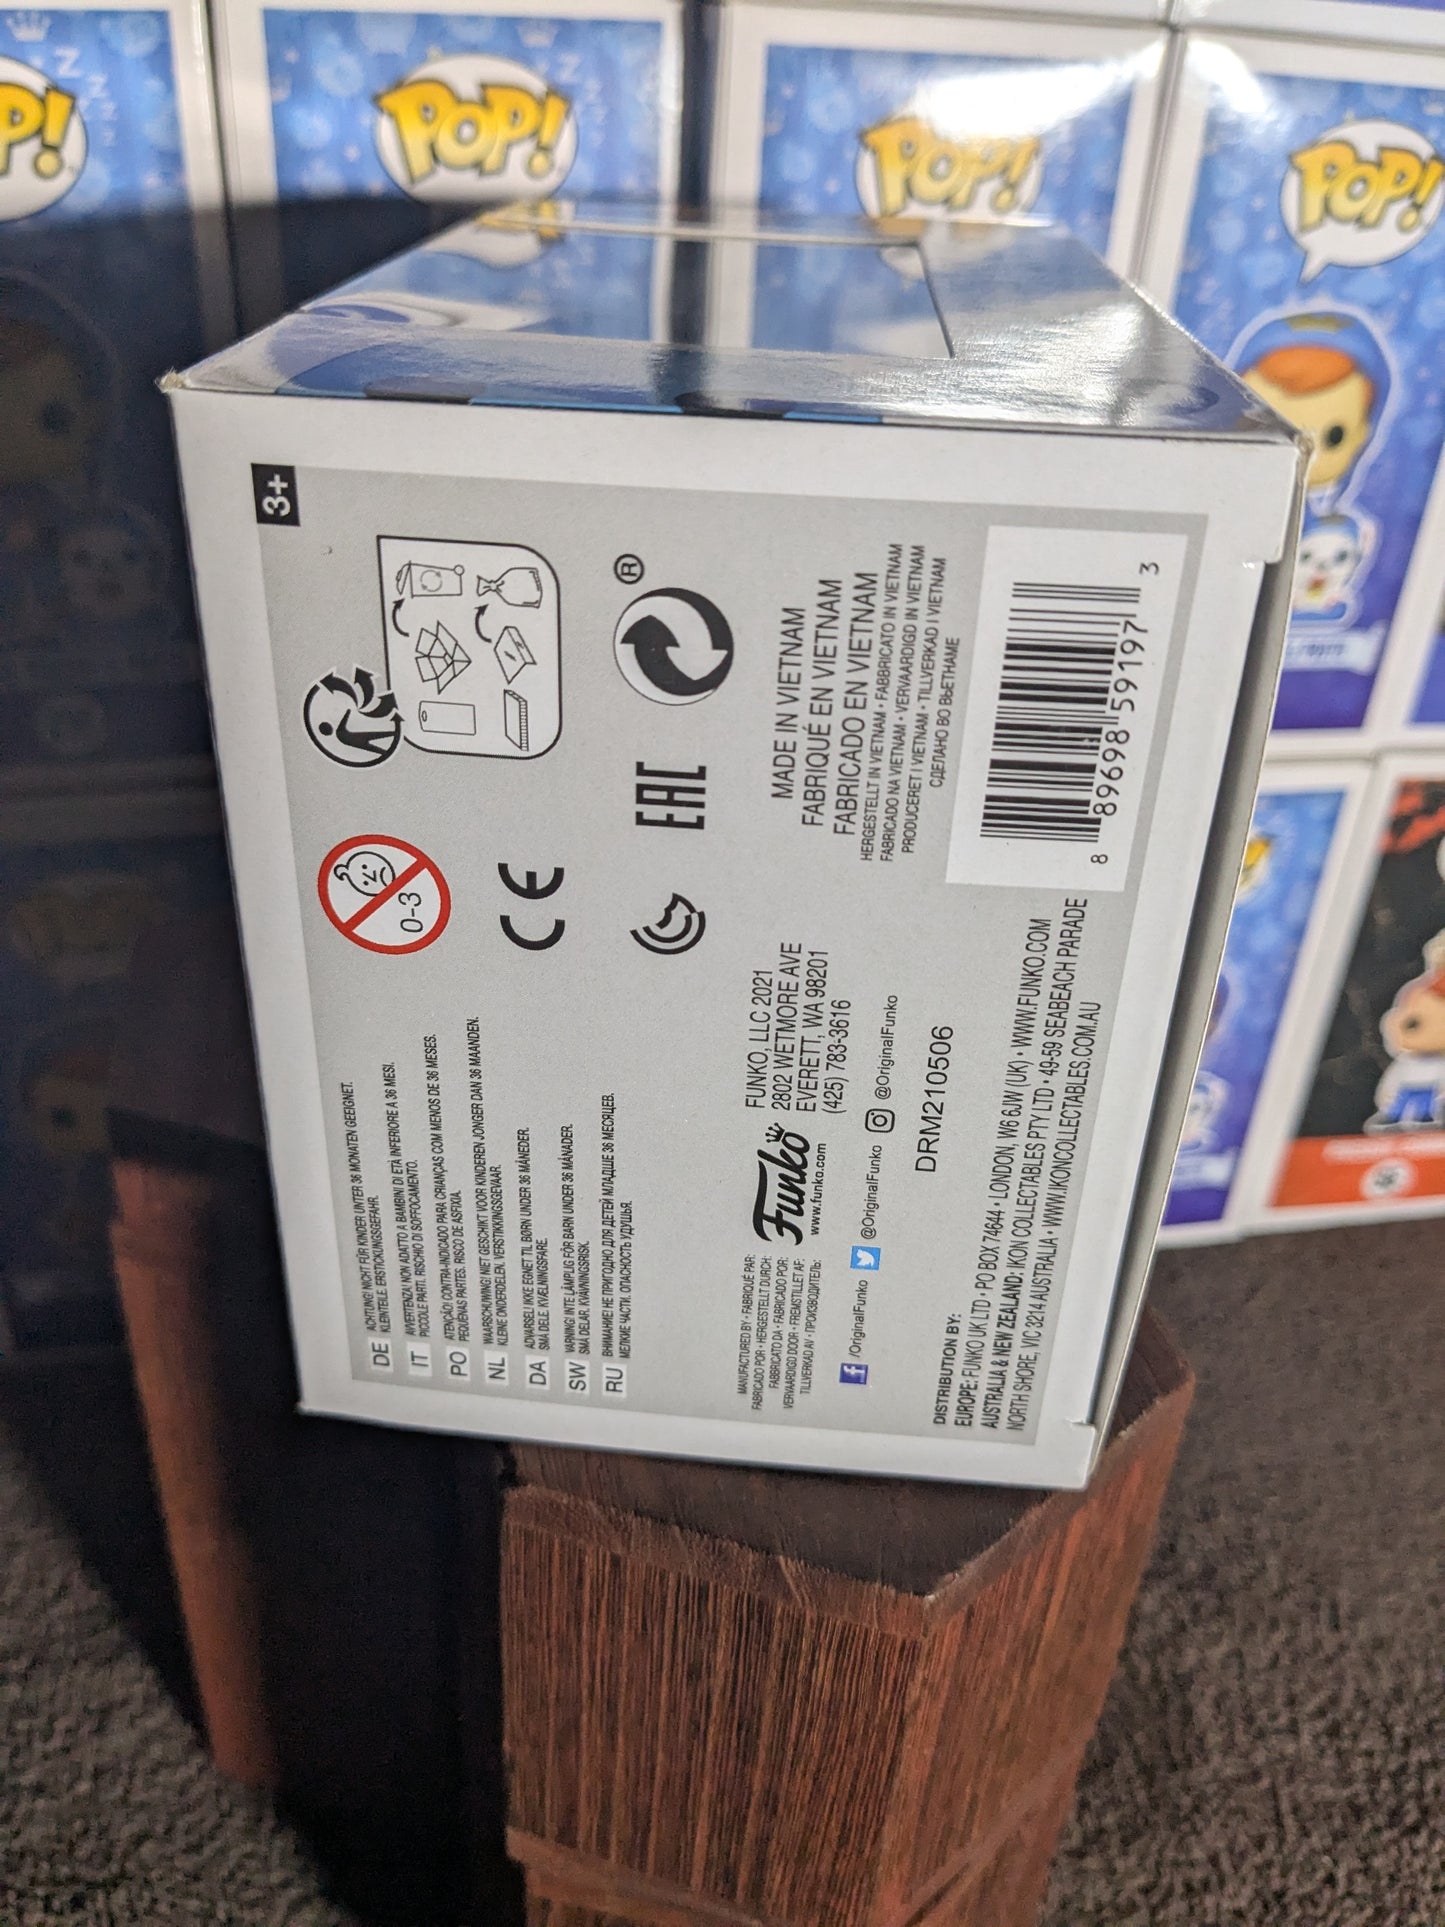 POP!
POP!
POP!
POP!
3+
DE ACHTUNG! NICHT FÜR KINDER UNTER 36 MONATEN GEEIGNET.
KLEINTEILE. ERSTICKUNGSGEFAHR.
IT AVVERTENZA! NON ADATTO A BAMBINI DI ETÀ INFERIORE A 36 MESI.
PICCOLE PARTI. RISCHIO DI SOFFOCAMENTO.
PO ATENÇÃO! CONTRA-INDICADO PARA CRIANÇAS COM MENOS DE 36 MESES.
PEQUENAS PARTES. RISCO DE ASFIXIA.
NL WAARSCHUWING! NIET GESCHIKT VOOR KINDEREN JONGER DAN 36 MAANDEN.
KLEINE ONDERDELEN. VERSTIKKINGSGEVAAR.
DA ADVARSEL! IKKE EGNET TIL BØRN UNDER 36 MÅNEDER.
SMÅ DELE. KVÆLNINGSFARE.
SW VARNING! INTE LÄMPLIG FÖR BARN UNDER 36 MÅNADER.
SMÅ DELAR. KVÄVNINGSRISK.
RU ВНИМАНИЕ! НЕ ПРИГОДНО ДЛЯ ДЕТЕЙ МЛАДШЕ 36 МЕСЯЦЕВ.
МЕЛКИЕ ЧАСТИ. ОПАСНОСТЬ УДУШЬЯ.
0-3
CE
EAC
®
MANUFACTURED BY • FABRIQUÉ PAR:
FABRICADO POR • HERGESTELLT DURCH:
FABBRICATO DA • FABRICADO POR:
VERVAARDIGD DOOR • FREMSTILLET AF:
TILLVERKAD AV • ПРОИЗВОДИТЕЛЬ:
Funko
www.funko.com
FUNKO, LLC 2021
2802 WETMORE AVE
EVERETT, WA 98201
(425) 783-3616
f /OriginalFunko @OriginalFunko @OriginalFunko
DRM210506
MADE IN VIETNAM
FABRIQUÉ EN VIETNAM
FABRICADO EN VIETNAM
HERGESTELLT IN VIETNAM • FABBRICATO IN VIETNAM
FABRICADO NA VIETNAM • VERVAARDIGD IN VIETNAM
PRODUCERET I VIETNAM • TILLVERKAD I VIETNAM
СДЕЛАНО ВО ВЬЕТНАМЕ
DISTRIBUTION BY:
EUROPE: FUNKO UK LTD • PO BOX 74644 • LONDON, W6 6JW (UK) • WWW.FUNKO.COM
AUSTRALIA & NEW ZEALAND: IKON COLLECTABLES PTY LTD • 49-59 SEABEACH PARADE
NORTH SHORE, VIC 3214 AUSTRALIA • WWW.IKONCOLLECTABLES.COM.AU
8 89698 59197 3